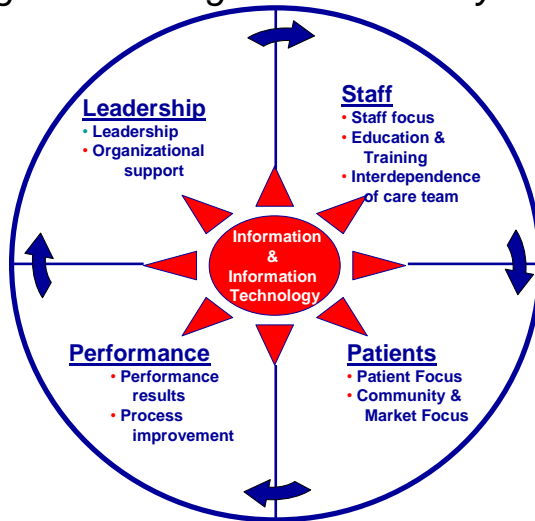 Leadership
• Leadership
• Organizational
support
Staff
• Staff focus
• Education &
Training
• Interdependence
of care team
Information
&
Information
Technology
Performance
• Performance
results
• Process
improvement
Patients
• Patient Focus
• Community &
Market Focus